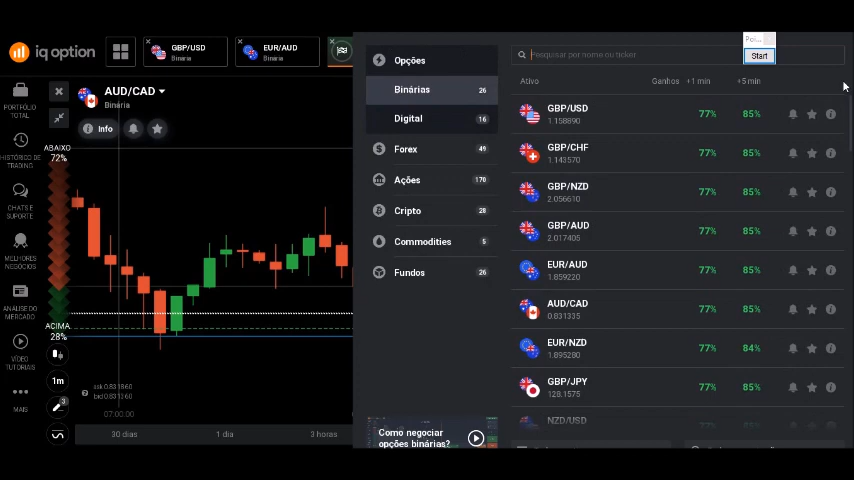 iq option
GBP/USD
Binária
EUR/AUD
Binária
PORTFÓLIO
TOTAL
HISTÓRICO DE
TRADING
CHATS E
SUPORTE
MELHORES
NEGÓCIOS
ANÁLISE DO
MERCADO
VÍDEO
TUTORIAIS
MAIS
AUD/CAD
Binária
Info
ABAIXO
72%
ACIMA
28%
1m
3
bid 0.831260
07:00:00
30 dias
1 dia
3 horas
Opções
Binárias 26
Digital 16
Forex 49
Ações 170
Cripto 28
Commodities 5
Fundos 26
Como negociar
opções binárias?
Pesquisar por nome ou ticker
Start
Ativo Ganhos +1 min +5 min
GBP/USD 77% 85%
1.158890
GBP/CHF 77% 85%
1.143570
GBP/NZD 77% 85%
2.056610
GBP/AUD 77% 85%
2.017405
EUR/AUD 77% 85%
1.859220
AUD/CAD 77% 85%
0.831335
EUR/NZD 77% 84%
1.895280
GBP/JPY 77% 85%
128.1575
NZD/USD